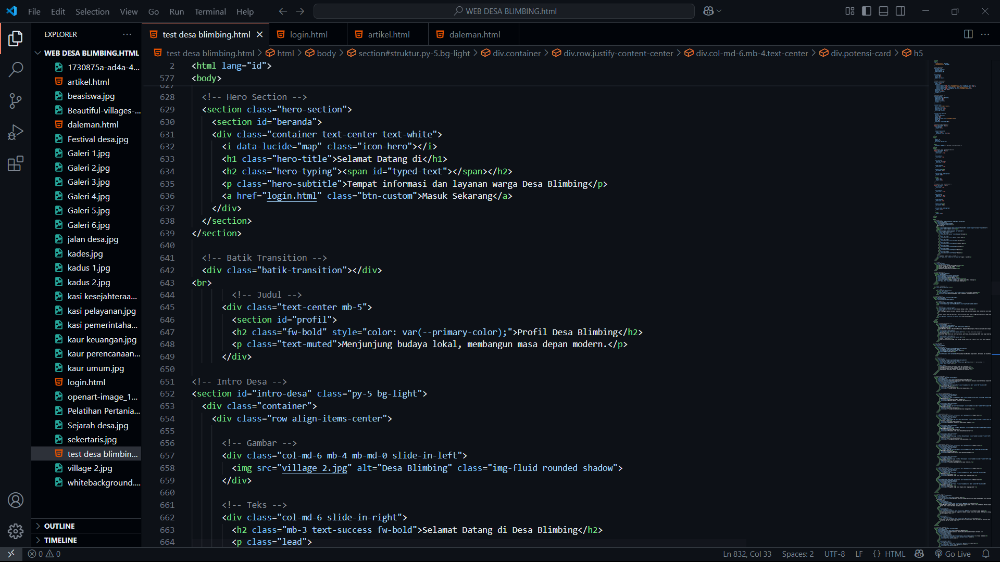 File Edit Selection View Go Run Terminal Help
WEB DESA BLIMBING.html
EXPLORER
test desa blimbing.html
login.html
artikel.html
daleman.html
WEB DESA BLIMBING.HTML
1730875a-ad4a-4...
artikel.html
beasiswa.jpg
Beautiful-villages-...
daleman.html
Festival desa.jpg
Galeri 1.jpg
Galeri 2.jpg
Galeri 3.jpg
Galeri 4.jpg
Galeri 5.jpg
Galeri 6.jpg
jalan desa.jpg
kades.jpg
kadus 1.jpg
kadus 2.jpg
kasi kesejahteraa...
kasi pelayanan.jpg
kasi pemerintaha...
kaur keuangan.jpg
kaur perencanaan...
kaur umum.jpg
login.html
openart-image_1...
Pelatihan Pertania...
Sejarah desa.jpg
sekertaris.jpg
test desa blimbin...
village 2.jpg
whitebackground....
OUTLINE
TIMELINE
test desa blimbing.html > html > body > section#struktur.py-5.bg-light > div.container > div.row.justify-content-center > div.col-md-6.mb-4.text-center > div.potensi-card > h5
2 <html lang="id">
577 <body>
627
628 <!-- Hero Section -->
629 <section class="hero-section">
630 <section id="beranda">
631 <div class="container text-center text-white">
632 <i data-lucide="map" class="icon-hero"></i>
633 <h1 class="hero-title">Selamat Datang di</h1>
634 <h2 class="hero-typing"><span id="typed-text"></span></h2>
635 <p class="hero-subtitle">Tempat informasi dan layanan warga Desa Blimbing</p>
636 <a href="login.html" class="btn-custom">Masuk Sekarang</a>
637 </div>
638 </section>
639 </section>
640
641 <!-- Batik Transition -->
642 <div class="batik-transition"></div>
643 <br>
644 <!-- Judul -->
645 <div class="text-center mb-5">
646 <section id="profil">
647 <h2 class="fw-bold" style="color: var(--primary-color);">Profil Desa Blimbing</h2>
648 <p class="text-muted">Menjunjung budaya lokal, membangun masa depan modern.</p>
649 </div>
650
651 <!-- Intro Desa -->
652 <section id="intro-desa" class="py-5 bg-light">
653 <div class="container">
654 <div class="row align-items-center">
655
656 <!-- Gambar -->
657 <div class="col-md-6 mb-4 mb-md-0 slide-in-left">
658 <img src="village 2.jpg" alt="Desa Blimbing" class="img-fluid rounded shadow">
659 </div>
660
661 <!-- Teks -->
662 <div class="col-md-6 slide-in-right">
663 <h2 class="mb-3 text-success fw-bold">Selamat Datang di Desa Blimbing</h2>
664 <p class="lead">
0 0
Ln 832, Col 33 Spaces: 2 UTF-8 LF {} HTML Go Live